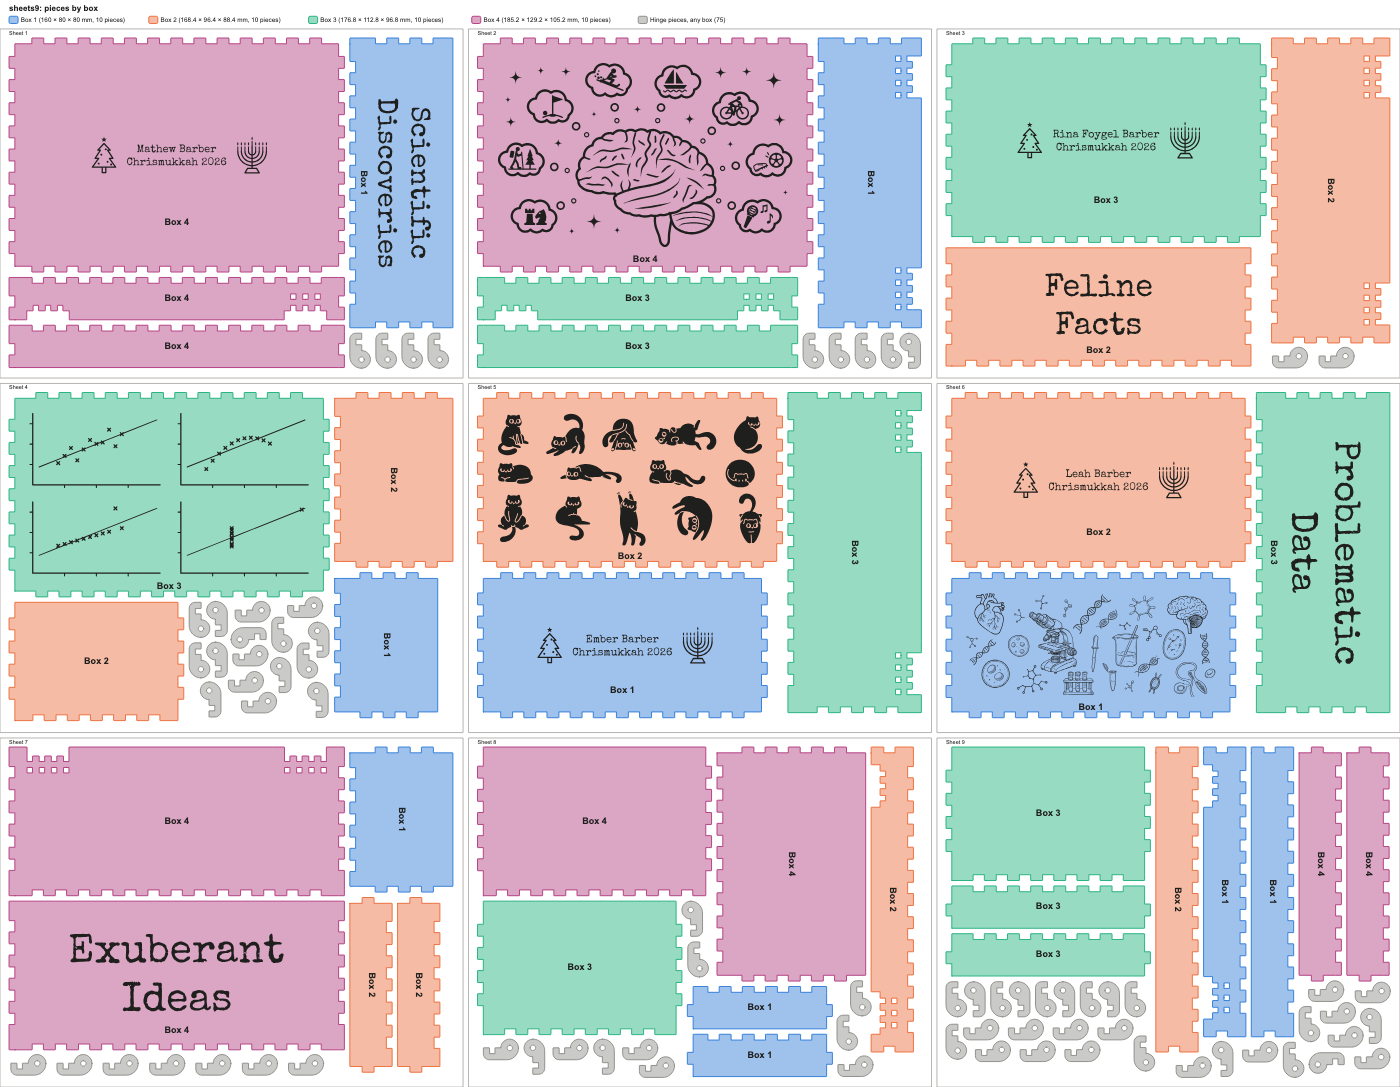 sheets9: pieces by box
Box 1 (160 × 80 × 80 mm, 10 pieces)
Box 2 (168.4 × 96.4 × 88.4 mm, 10 pieces)
Box 3 (176.8 × 112.8 × 96.8 mm, 10 pieces)
Box 4 (185.2 × 129.2 × 105.2 mm, 10 pieces)
Hinge pieces, any box (75)
Sheet 1
Mathew Barber
Chrismukkah 2026
Box 4
Box 4
Box 4
Scientific
Discoveries
Box 1
Sheet 2
Box 4
Box 3
Box 3
Box 1
Sheet 3
Rina Foygel Barber
Chrismukkah 2026
Box 3
Feline
Facts
Box 2
Box 2
Sheet 4
Box 3
Box 2
Box 2
Box 1
Sheet 5
Box 2
Ember Barber
Chrismukkah 2026
Box 1
Box 3
Sheet 6
Leah Barber
Chrismukkah 2026
Box 2
Box 1
Problematic
Data
Box 3
Sheet 7
Box 4
Box 1
Exuberant
Ideas
Box 4
Box 2
Box 2
Sheet 8
Box 4
Box 4
Box 2
Box 3
Box 1
Box 1
Sheet 9
Box 3
Box 3
Box 3
Box 2
Box 1
Box 1
Box 4
Box 4